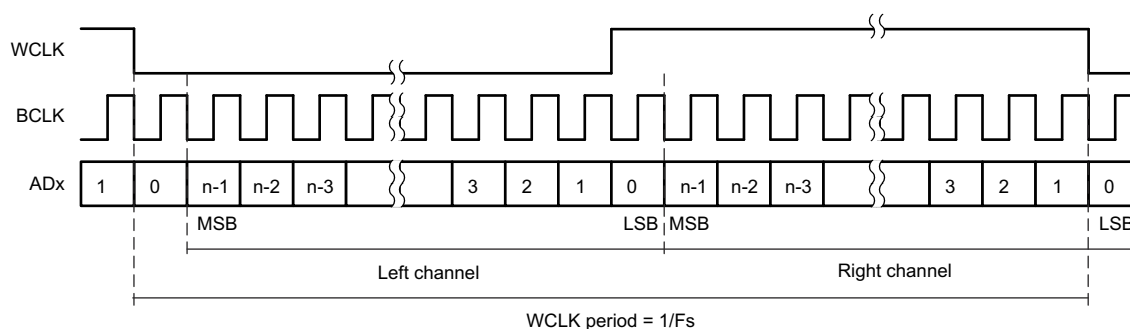 WCLK
BCLK
ADx 1 0 n-1 n-2 n-3 3 2 1 0 n-1 n-2 n-3 3 2 1 0
MSB LSB MSB LSB
Left channel Right channel
WCLK period = 1/Fs